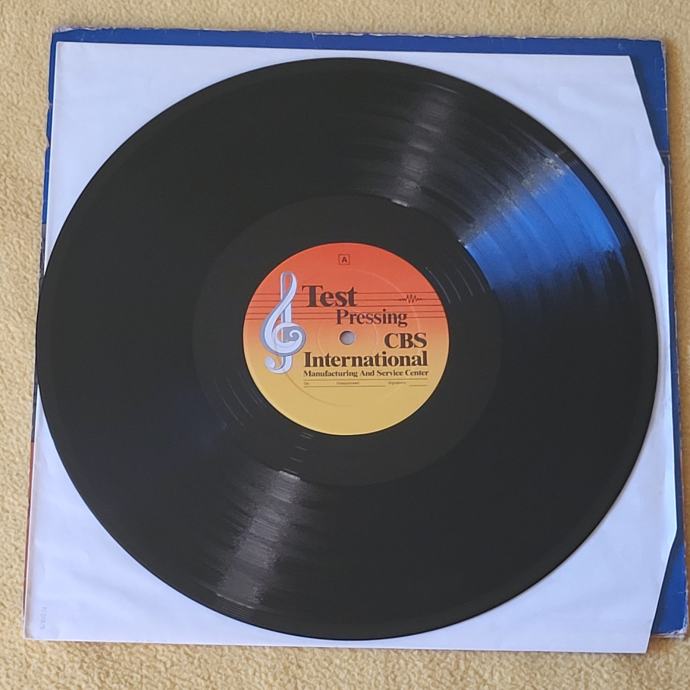 A
Test
Pressing
CBS
International
Manufacturing And Service Center